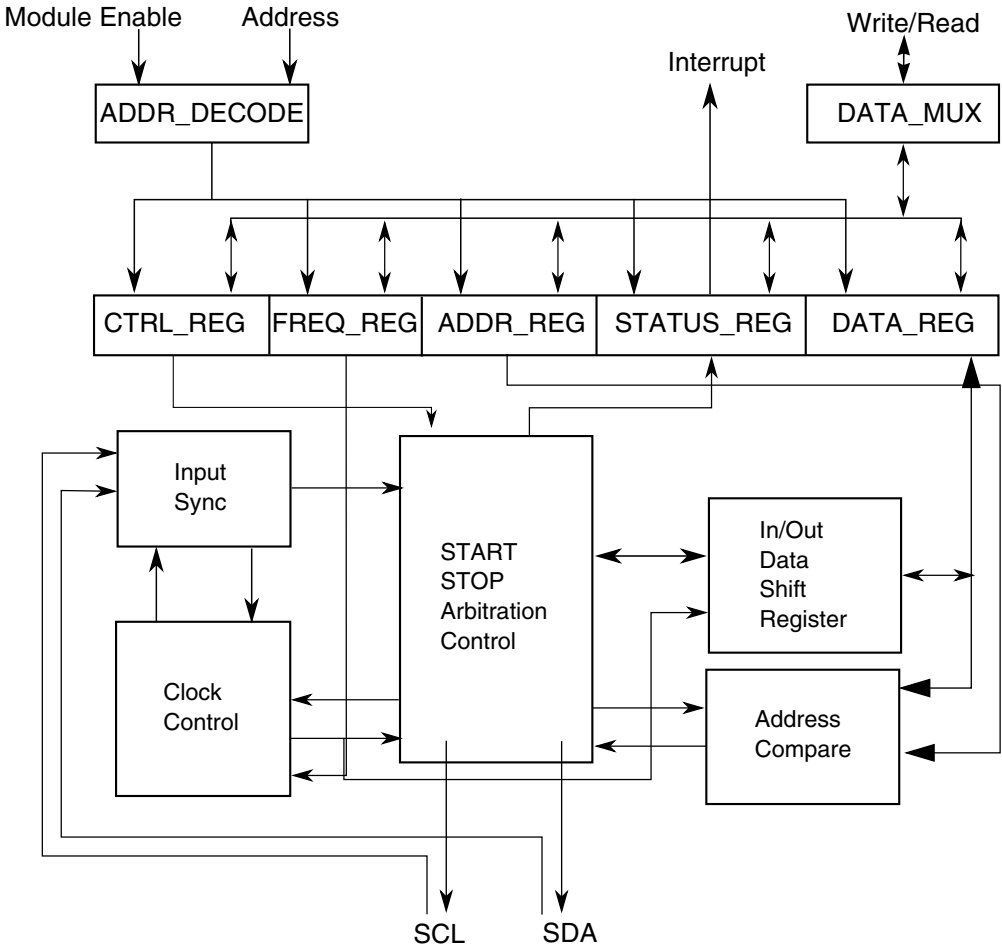 Module Enable
Address
Write/Read
Interrupt
ADDR_DECODE
DATA_MUX
CTRL_REG
FREQ_REG
ADDR_REG
STATUS_REG
DATA_REG
Input
Sync
START
STOP
Arbitration
Control
In/Out
Data
Shift
Register
Clock
Control
Address
Compare
SCL
SDA